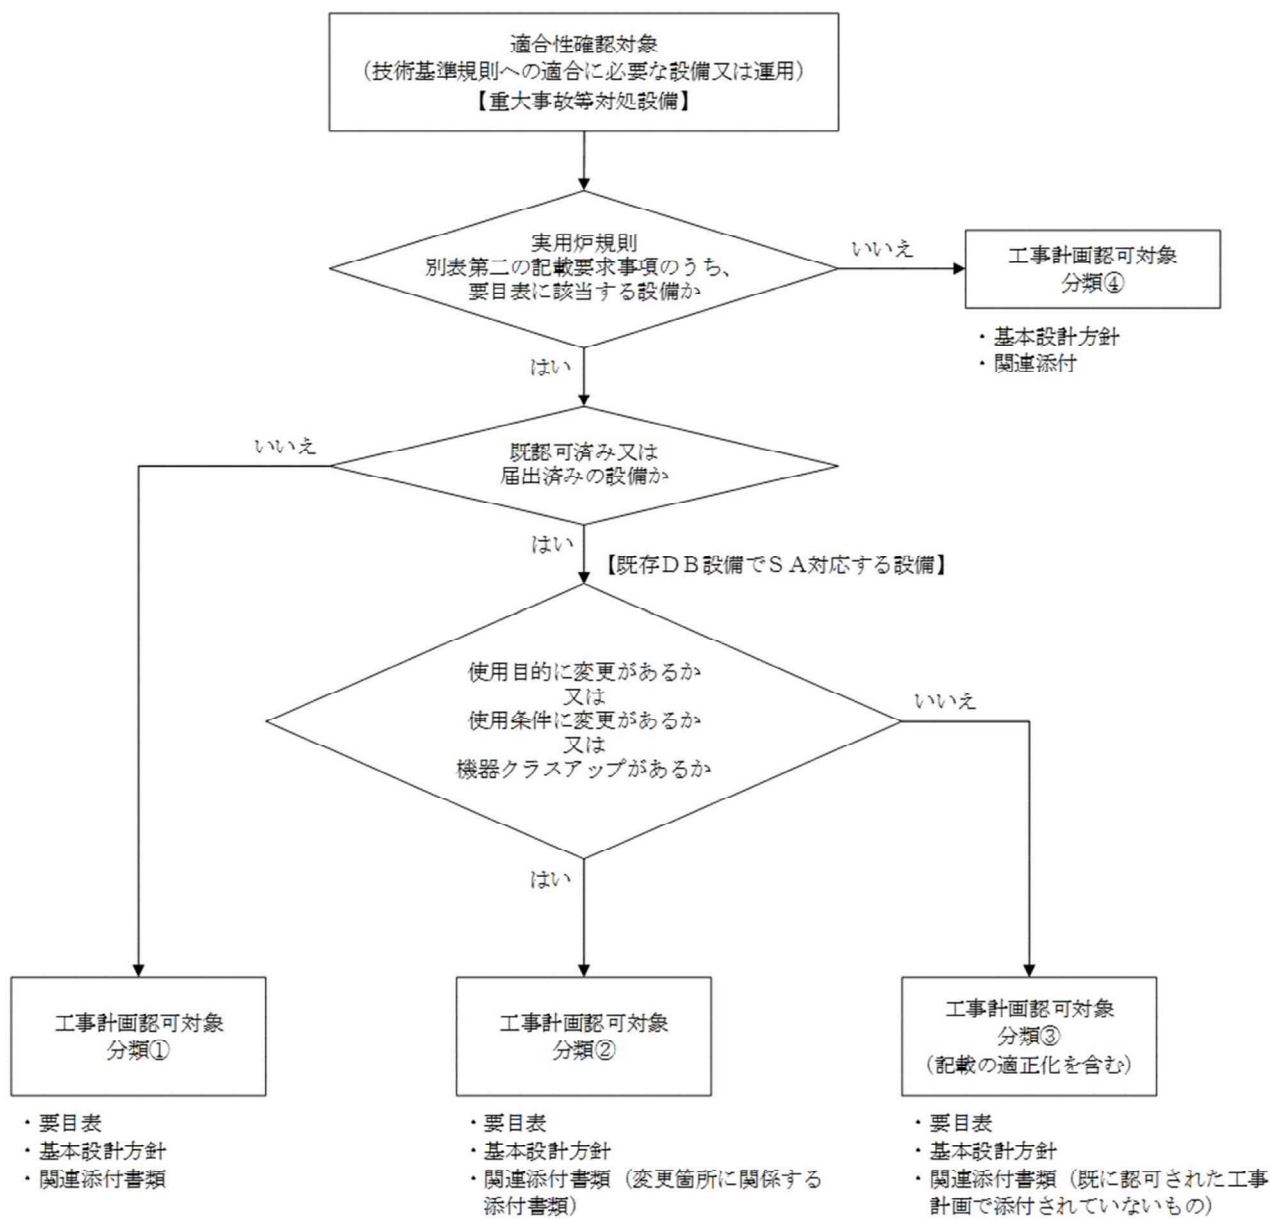 適合性確認対象
（技術基準規則への適合に必要な設備又は運用）
【重大事故等対処設備】
実用炉規則
別表第二の記載要求事項のうち、
要目表に該当する設備か
いいえ
工事計画認可対象
分類④
・基本設計方針
・関連添付
はい
既認可済み又は
届出済みの設備か
いいえ
はい
【既存ＤＢ設備でＳＡ対応する設備】
使用目的に変更があるか
又は
使用条件に変更があるか
又は
機器クラスアップがあるか
いいえ
はい
工事計画認可対象
分類①
・要目表
・基本設計方針
・関連添付書類
工事計画認可対象
分類②
・要目表
・基本設計方針
・関連添付書類（変更箇所に関係する
添付書類）
工事計画認可対象
分類③
（記載の適正化を含む）
・要目表
・基本設計方針
・関連添付書類（既に認可された工事
計画で添付されていないもの）